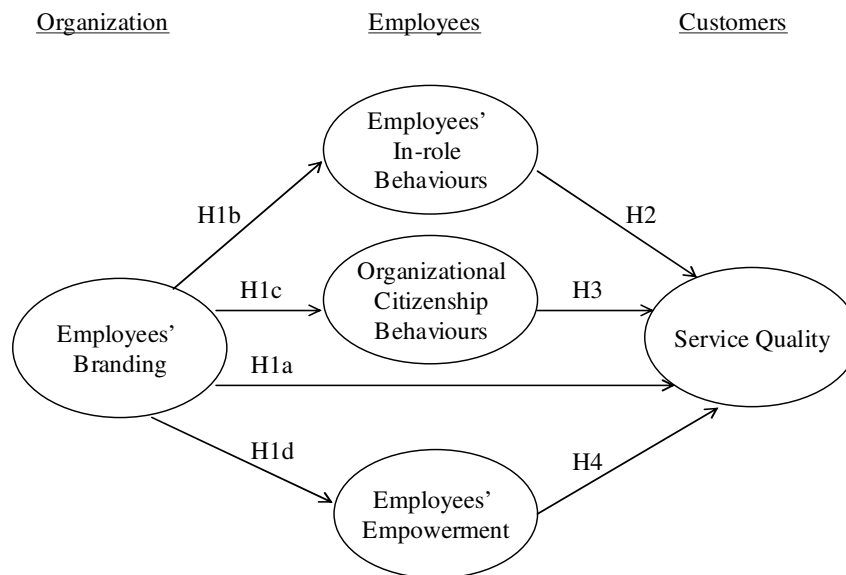 Organization
Employees
Customers
Employees'
In-role
Behaviours
H1b
H2
Organizational
Citizenship
Behaviours
H1c
H3
Employees'
Branding
Service Quality
H1a
H1d
H4
Employees'
Empowerment